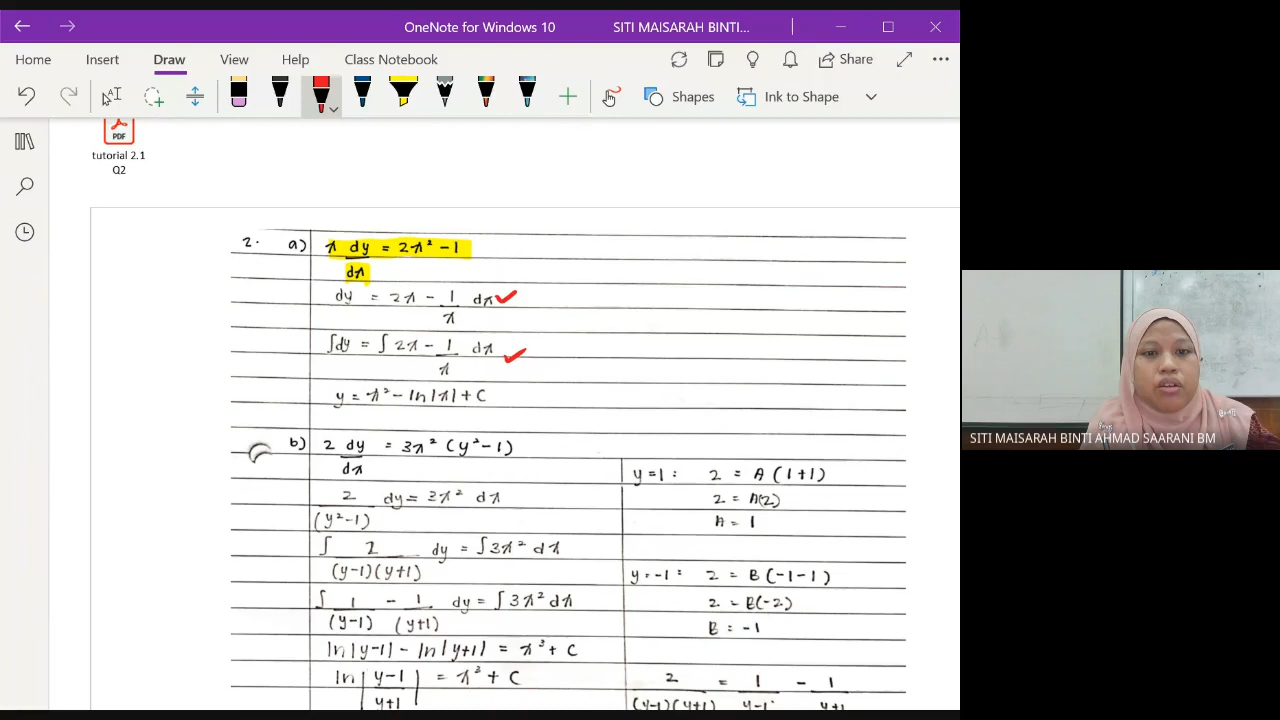 OneNote for Windows 10
SITI MAISARAH BINTI...
Home Insert Draw View Help Class Notebook Share
Shapes Ink to Shape
PDF
tutorial 2.1
Q2
2. a) x dy/dx = 2x² - 1
dy = 2x - 1/x dx
∫dy = ∫ 2x - 1/x dx
y = x² - ln|x| + C
b) 2 dy/dx = 3x² (y² - 1)
2/(y²-1) dy = 3x² dx
∫ 2/(y-1)(y+1) dy = ∫3x² dx
∫ 1/(y-1) - 1/(y+1) dy = ∫ 3x² dx
ln|y-1| - ln|y+1| = x³ + C
ln|y-1/y+1| = x³ + C
y=1: 2 = A(1+1)
2 = A(2)
A = 1
y=-1: 2 = B(-1-1)
2 = B(-2)
B = -1
2/(y-1)(y+1) = 1/y-1 - 1/y+1
SITI MAISARAH BINTI AHMAD SAARANI BM